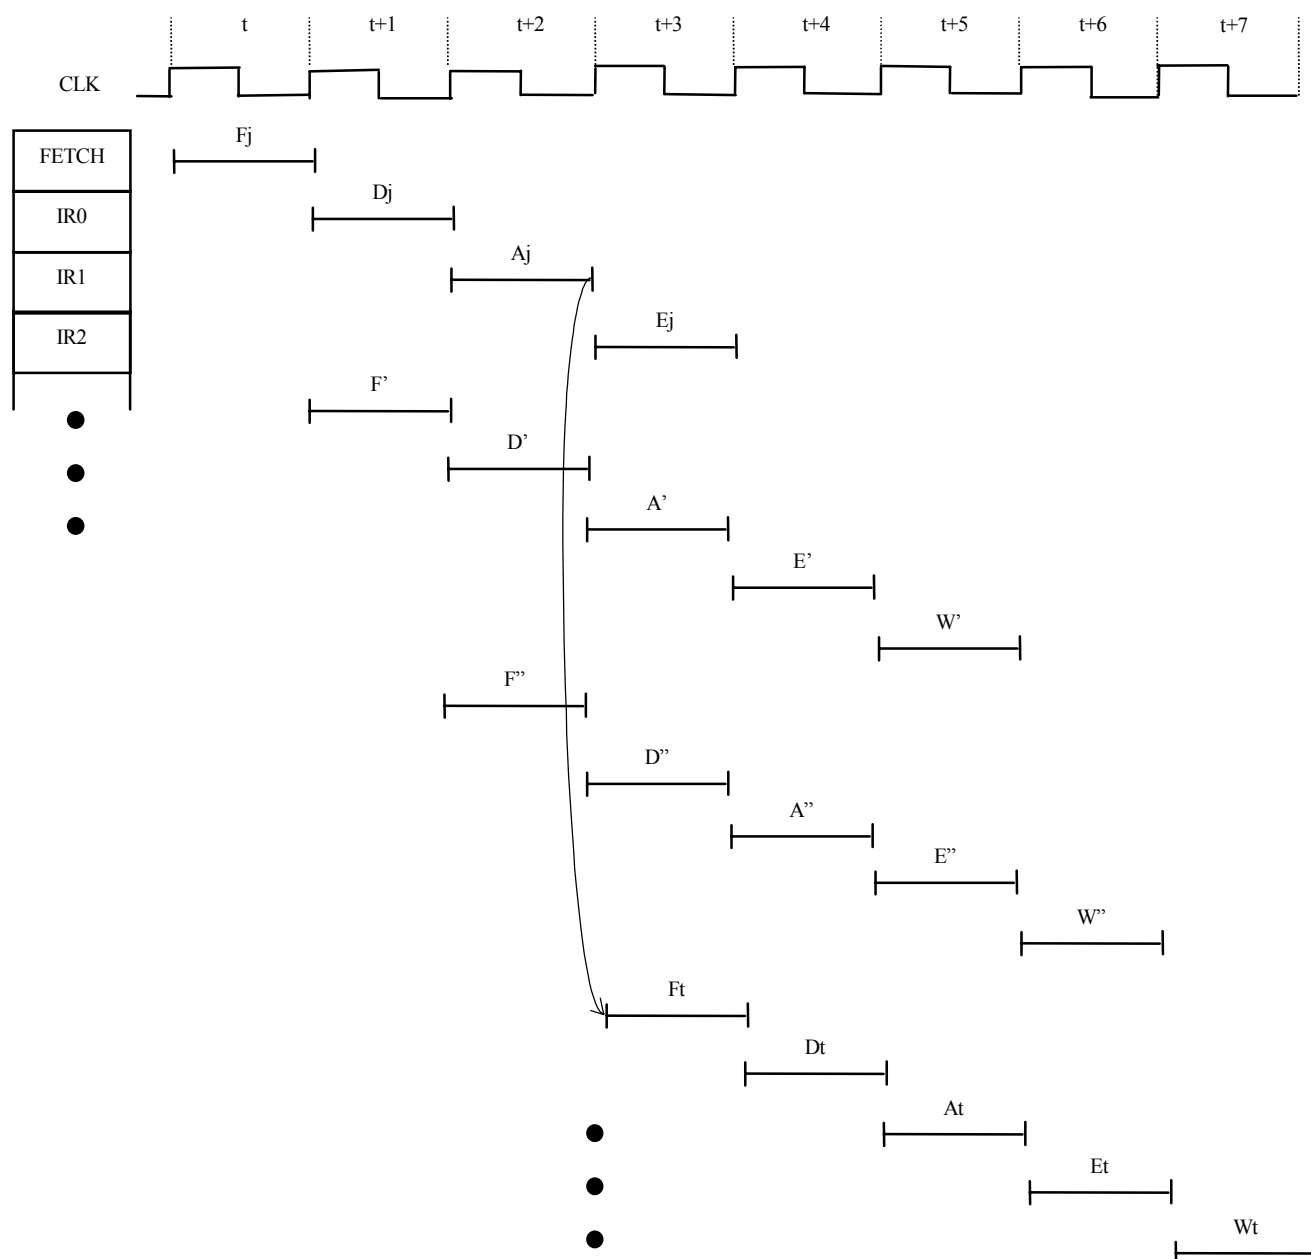 t t+1 t+2 t+3 t+4 t+5 t+6 t+7
CLK
Fj
FETCH
Dj
IR0
Aj
IR1
Ej
IR2
F’
D’
A’
E’
W’
F”
D”
A”
E”
W”
Ft
Dt
At
Et
Wt